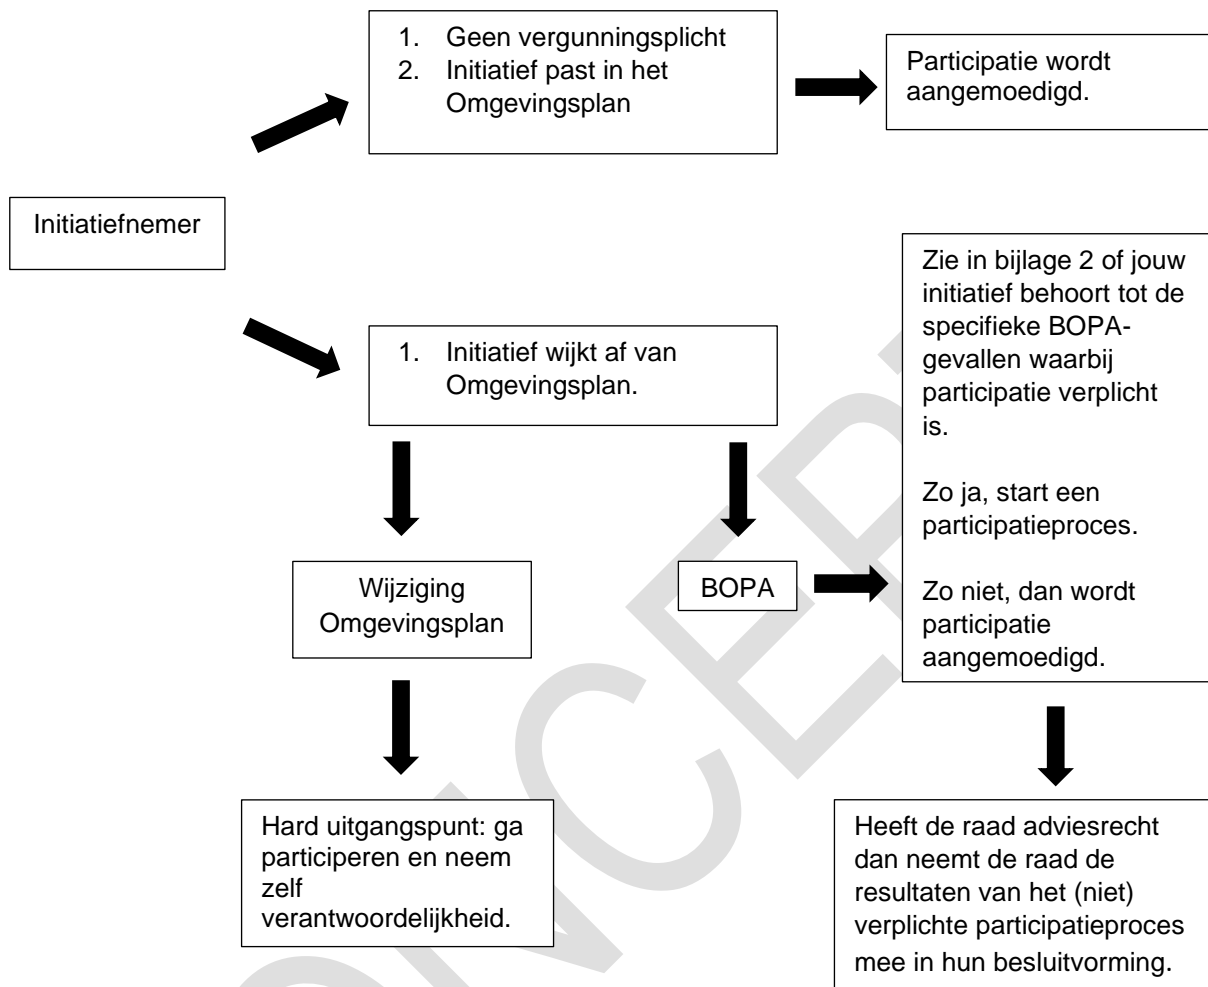 1. Geen vergunningsplicht
2. Initiatief past in het
Omgevingsplan
Participatie wordt
aangemoedigd.
Initiatiefnemer
1. Initiatief wijkt af van
Omgevingsplan.
Zie in bijlage 2 of jouw
initiatief behoort tot de
specifieke BOPA-
gevallen waarbij
participatie verplicht
is.
Zo ja, start een
participatieproces.
Zo niet, dan wordt
participatie
aangemoedigd.
Wijziging
Omgevingsplan
BOPA
Hard uitgangspunt: ga
participeren en neem
zelf
verantwoordelijkheid.
Heeft de raad adviesrecht
dan neemt de raad de
resultaten van het (niet)
verplichte participatieproces
mee in hun besluitvorming.